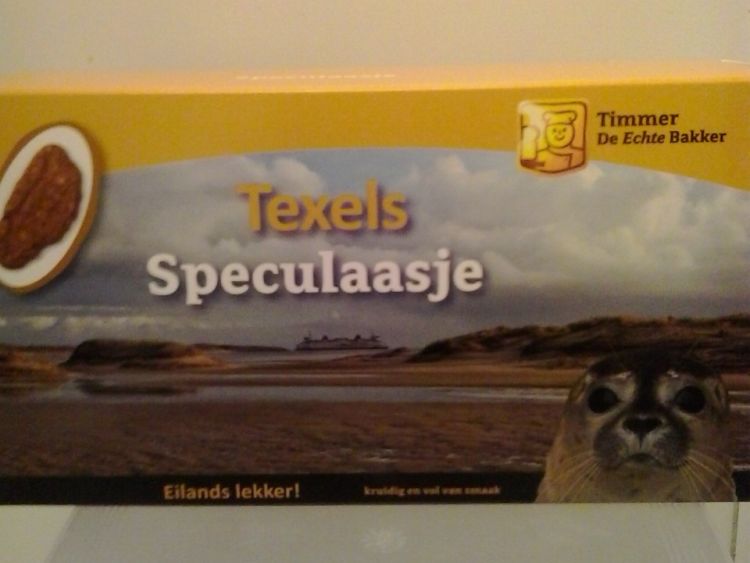 Timmer
De Echte Bakker
Texels
Speculaasje
Eilands lekker!
kruidig en vol van smaak